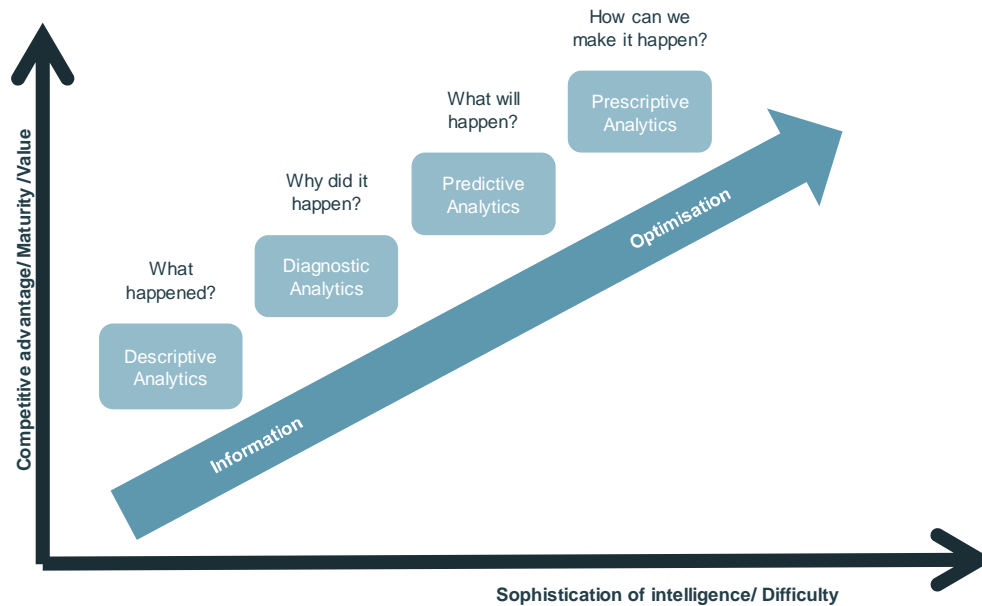 How can we
make it happen?
Prescriptive
Analytics
What will
happen?
Predictive
Analytics
Why did it
happen?
Diagnostic
Analytics
What
happened?
Descriptive
Analytics
Optimisation
Information
Competitive advantage/ Maturity /Value
Sophistication of intelligence/ Difficulty